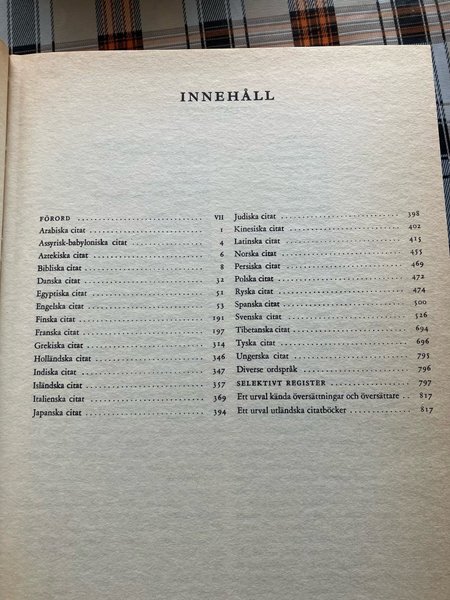 INNEHÅLL
FÖRORD .......... VII
Arabiska citat .......... 1
Assyrisk-babyloniska citat .......... 4
Aztekiska citat .......... 6
Bibliska citat .......... 8
Danska citat .......... 32
Egyptiska citat .......... 51
Engelska citat .......... 53
Finska citat .......... 191
Franska citat .......... 197
Grekiska citat .......... 314
Holländska citat .......... 346
Indiska citat .......... 347
Isländska citat .......... 357
Italienska citat .......... 369
Japanska citat .......... 394
Judiska citat .......... 398
Kinesiska citat .......... 402
Latinska citat .......... 415
Norska citat .......... 455
Persiska citat .......... 469
Polska citat .......... 472
Ryska citat .......... 474
Spanska citat .......... 500
Svenska citat .......... 526
Tibetanska citat .......... 694
Tyska citat .......... 696
Ungerska citat .......... 795
Diverse ordspråk .......... 796
SELEKTIVT REGISTER .......... 797
Ett urval kända översättningar och översättare .. 817
Ett urval utländska citatböcker .......... 817